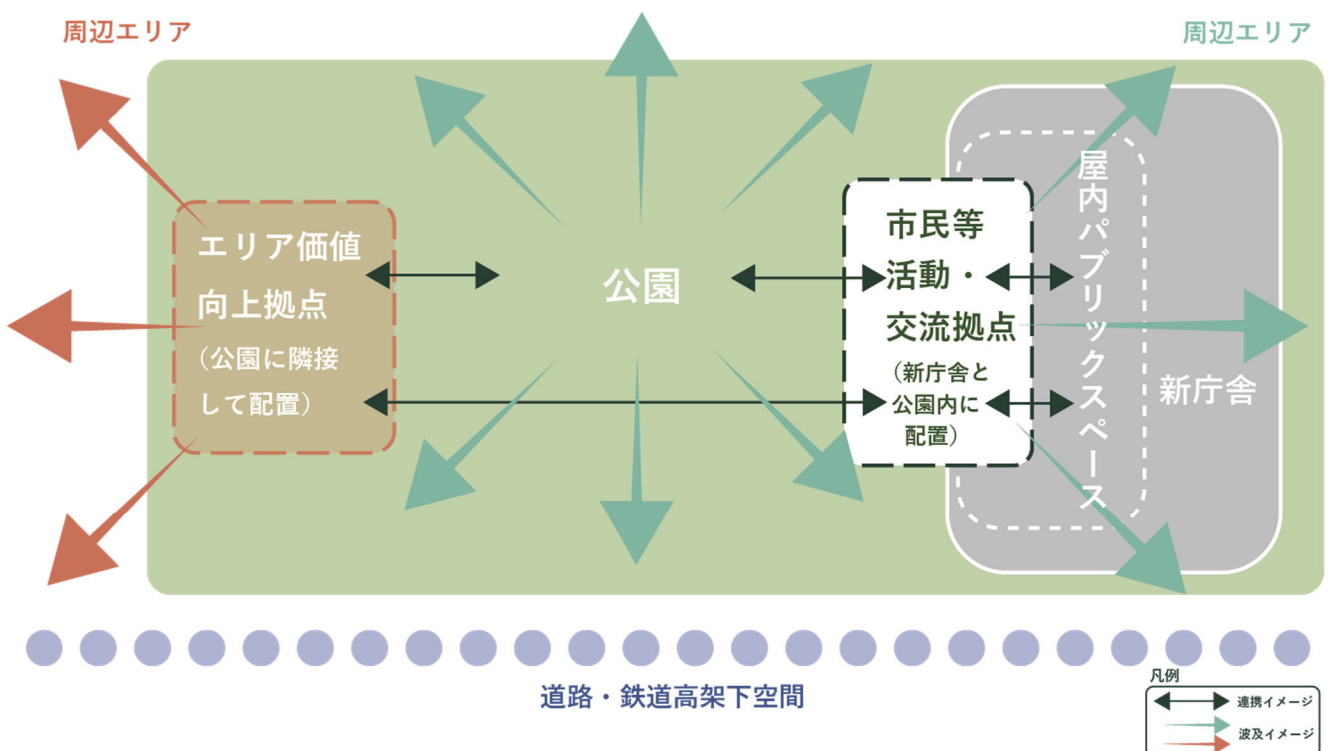 周辺エリア
周辺エリア
エリア価値
向上拠点
（公園に隣接
して配置）
公園
市民等
活動・
交流拠点
（新庁舎と
公園内に
配置）
屋内パブリックスペース
新庁舎
道路・鉄道高架下空間
凡例
連携イメージ
波及イメージ